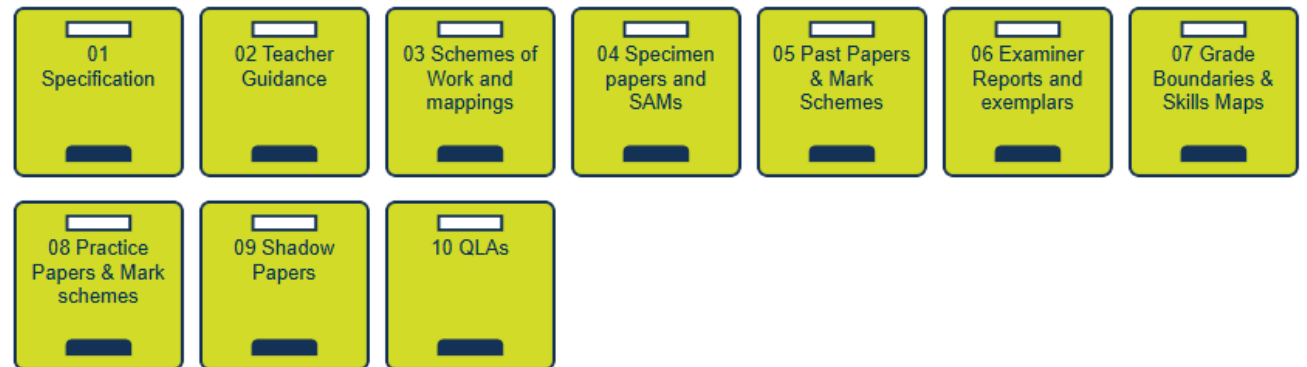 01
Specification
02 Teacher
Guidance
03 Schemes of
Work and
mappings
04 Specimen
papers and
SAMs
05 Past Papers
& Mark
Schemes
06 Examiner
Reports and
exemplars
07 Grade
Boundaries &
Skills Maps
08 Practice
Papers & Mark
schemes
09 Shadow
Papers
10 QLAs